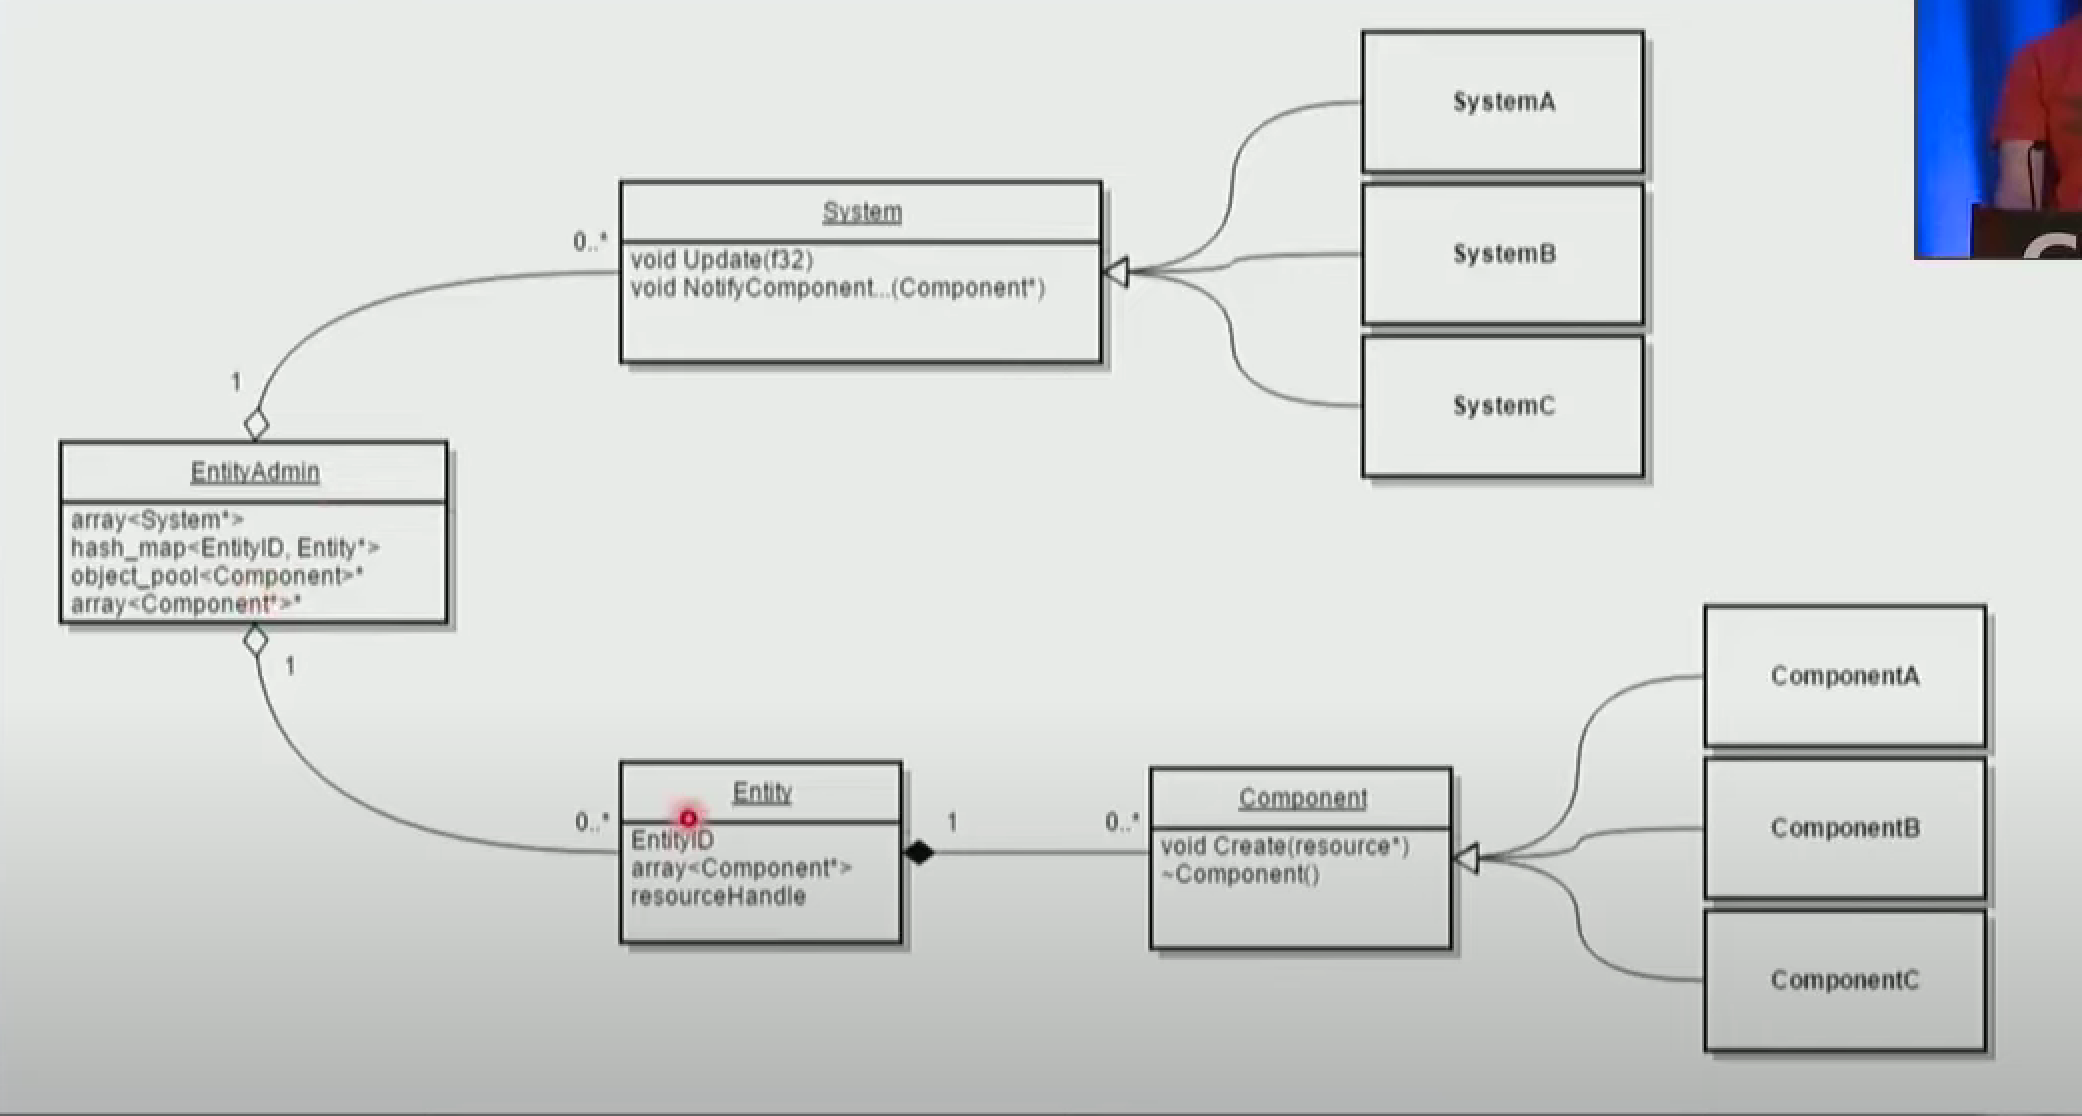 SystemA
System
0..*
void Update(f32)
void NotifyComponent...(Component*)
SystemB
SystemC
1
EntityAdmin
array<System*>
hash_map<EntityID, Entity*>
object_pool<Component>*
array<Component*>*
1
ComponentA
Entity
0..*
EntityID
array<Component*>
resourceHandle
1
0..*
Component
void Create(resource*)
~Component()
ComponentB
ComponentC